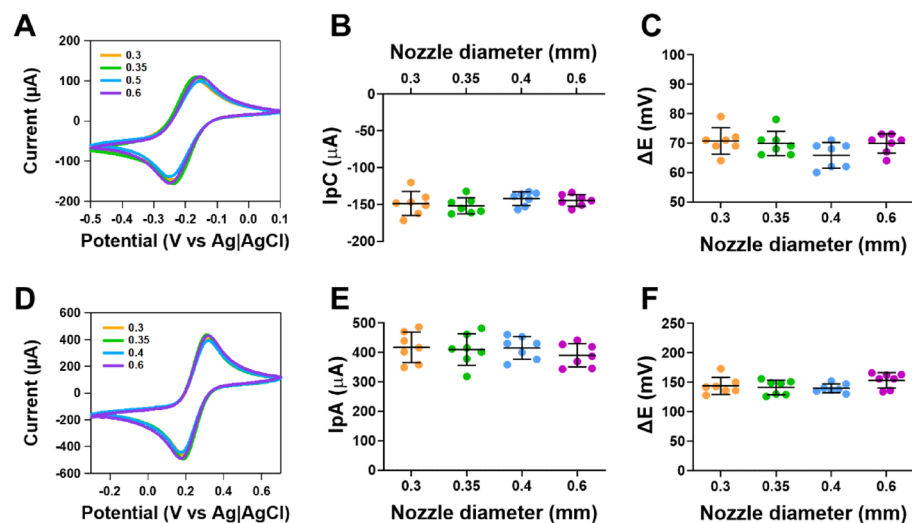 A
Current (µA)
200
100
0
-100
-200
0.3
0.35
0.5
0.6
-0.5 -0.4 -0.3 -0.2 -0.1 0.0 0.1
Potential (V vs Ag|AgCl)
B
Nozzle diameter (mm)
0.3 0.35 0.4 0.6
IpC (µA)
0
-50
-100
-150
-200
C
ΔE (mV)
100
90
80
70
60
50
0.3 0.35 0.4 0.6
Nozzle diameter (mm)
D
Current (µA)
600
400
200
0
-200
-400
-600
0.3
0.35
0.4
0.6
-0.2 0.0 0.2 0.4 0.6
Potential (V vs Ag|AgCl)
E
IpA (µA)
500
400
300
200
100
0
0.3 0.35 0.4 0.6
Nozzle diameter (mm)
F
ΔE (mV)
250
200
150
100
50
0
0.3 0.35 0.4 0.6
Nozzle diameter (mm)